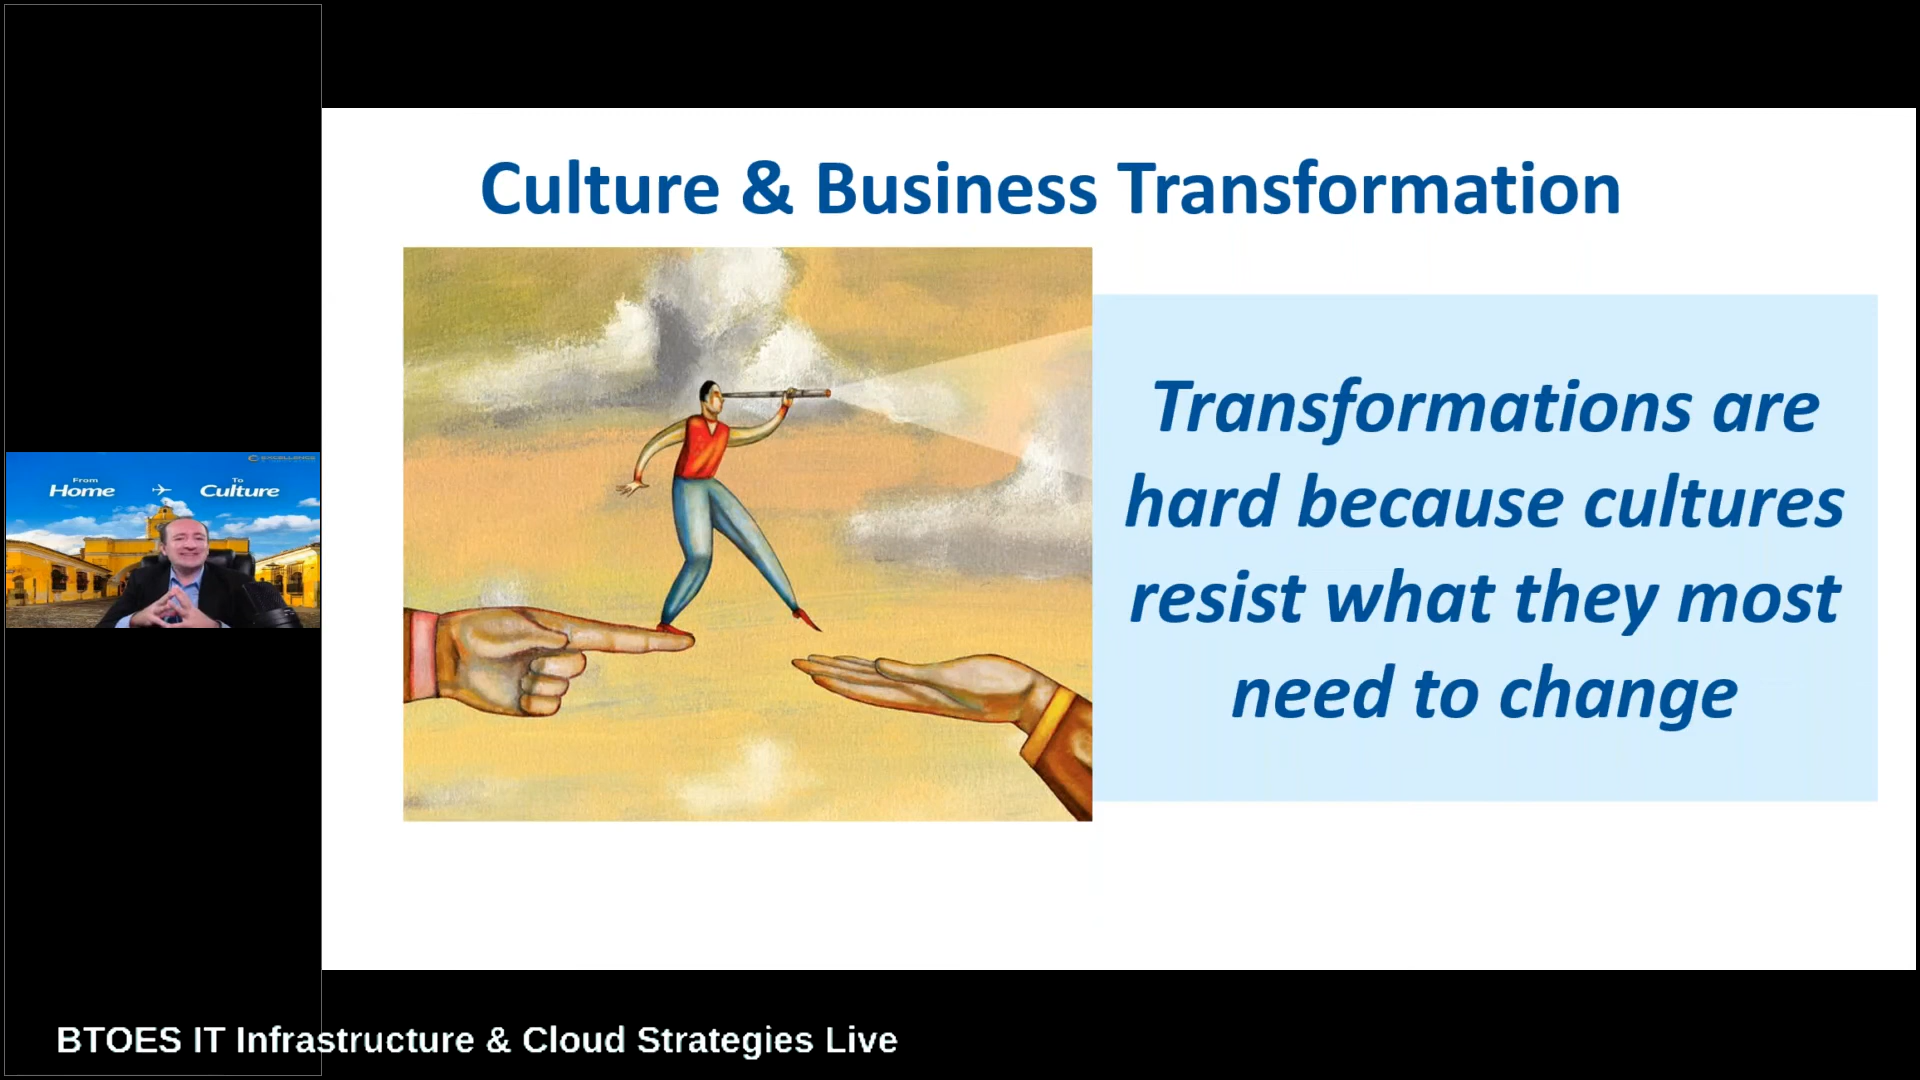 Culture & Business Transformation
Transformations are
hard because cultures
resist what they most
need to change
EXCELLENCE
From
Home
To
Culture
BTOES IT Infrastructure & Cloud Strategies Live